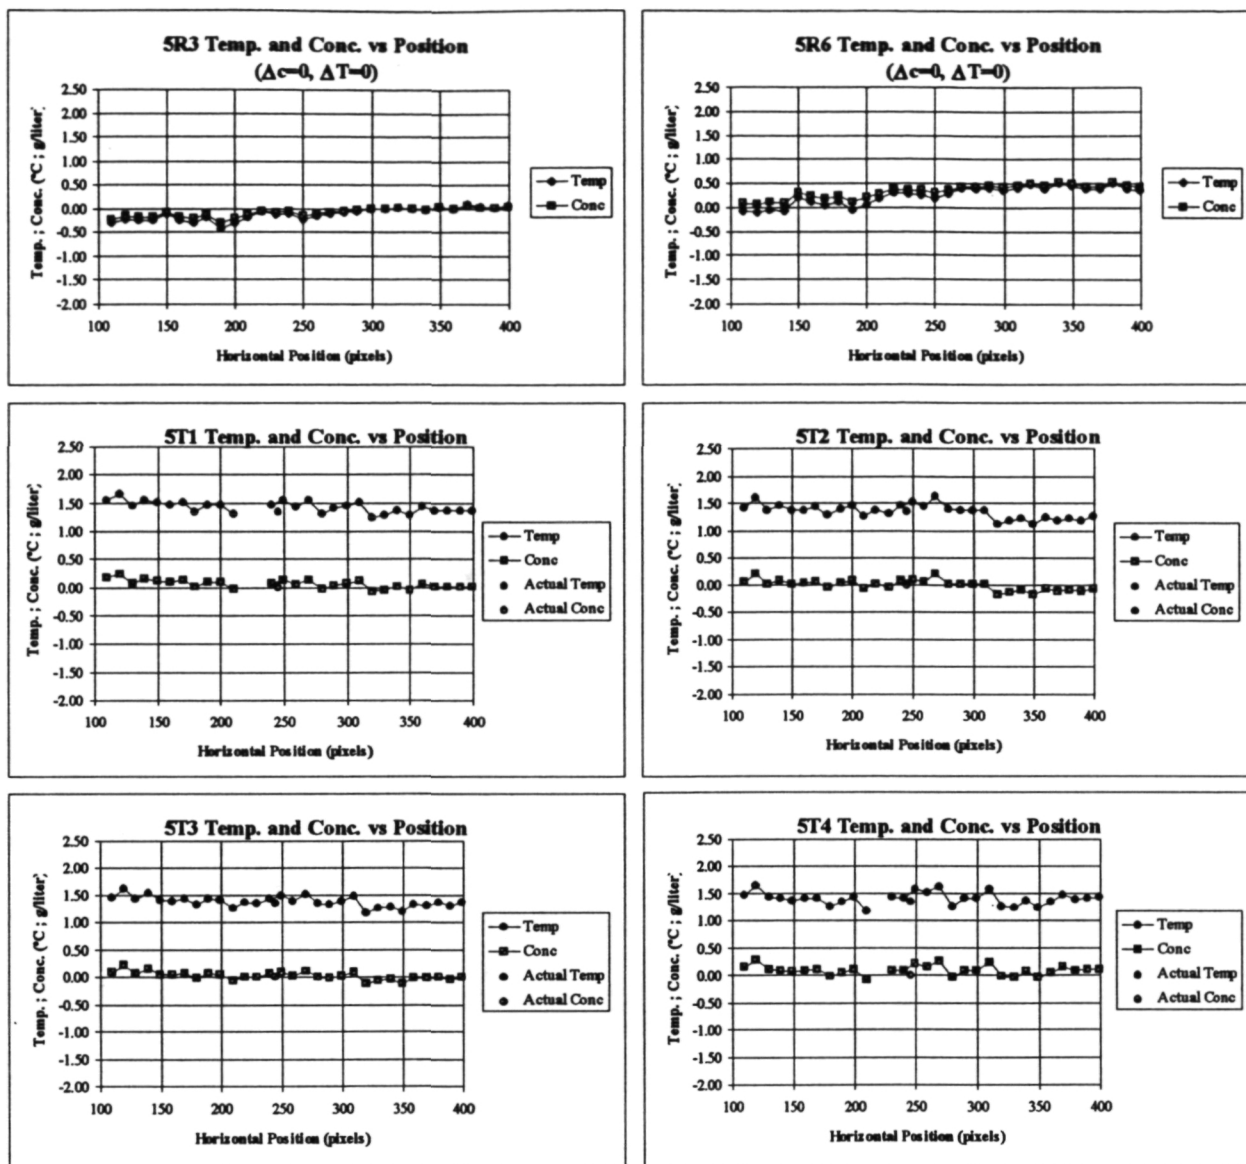 5R3 Temp. and Conc. vs Position
(Δc=0, ΔT=0)
Temp. ; Conc. (°C ; g/liter)
2.50
2.00
1.50
1.00
0.50
0.00
-0.50
-1.00
-1.50
-2.00
100
150
200
250
300
350
400
Horizontal Position (pixels)
Temp
Conc
5R6 Temp. and Conc. vs Position
(Δc=0, ΔT=0)
Temp. ; Conc. (°C ; g/liter)
2.50
2.00
1.50
1.00
0.50
0.00
-0.50
-1.00
-1.50
-2.00
100
150
200
250
300
350
400
Horizontal Position (pixels)
Temp
Conc
5T1 Temp. and Conc. vs Position
Temp. ; Conc. (°C ; g/liter)
2.50
2.00
1.50
1.00
0.50
0.00
-0.50
-1.00
-1.50
-2.00
100
150
200
250
300
350
400
Horizontal Position (pixels)
Temp
Conc
Actual Temp
Actual Conc
5T2 Temp. and Conc. vs Position
Temp. ; Conc. (°C ; g/liter)
2.50
2.00
1.50
1.00
0.50
0.00
-0.50
-1.00
-1.50
-2.00
100
150
200
250
300
350
400
Horizontal Position (pixels)
Temp
Conc
Actual Temp
Actual Conc
5T3 Temp. and Conc. vs Position
Temp. ; Conc. (°C ; g/liter)
2.50
2.00
1.50
1.00
0.50
0.00
-0.50
-1.00
-1.50
-2.00
100
150
200
250
300
350
400
Horizontal Position (pixels)
Temp
Conc
Actual Temp
Actual Conc
5T4 Temp. and Conc. vs Position
Temp. ; Conc. (°C ; g/liter)
2.50
2.00
1.50
1.00
0.50
0.00
-0.50
-1.00
-1.50
-2.00
100
150
200
250
300
350
400
Horizontal Position (pixels)
Temp
Conc
Actual Temp
Actual Conc